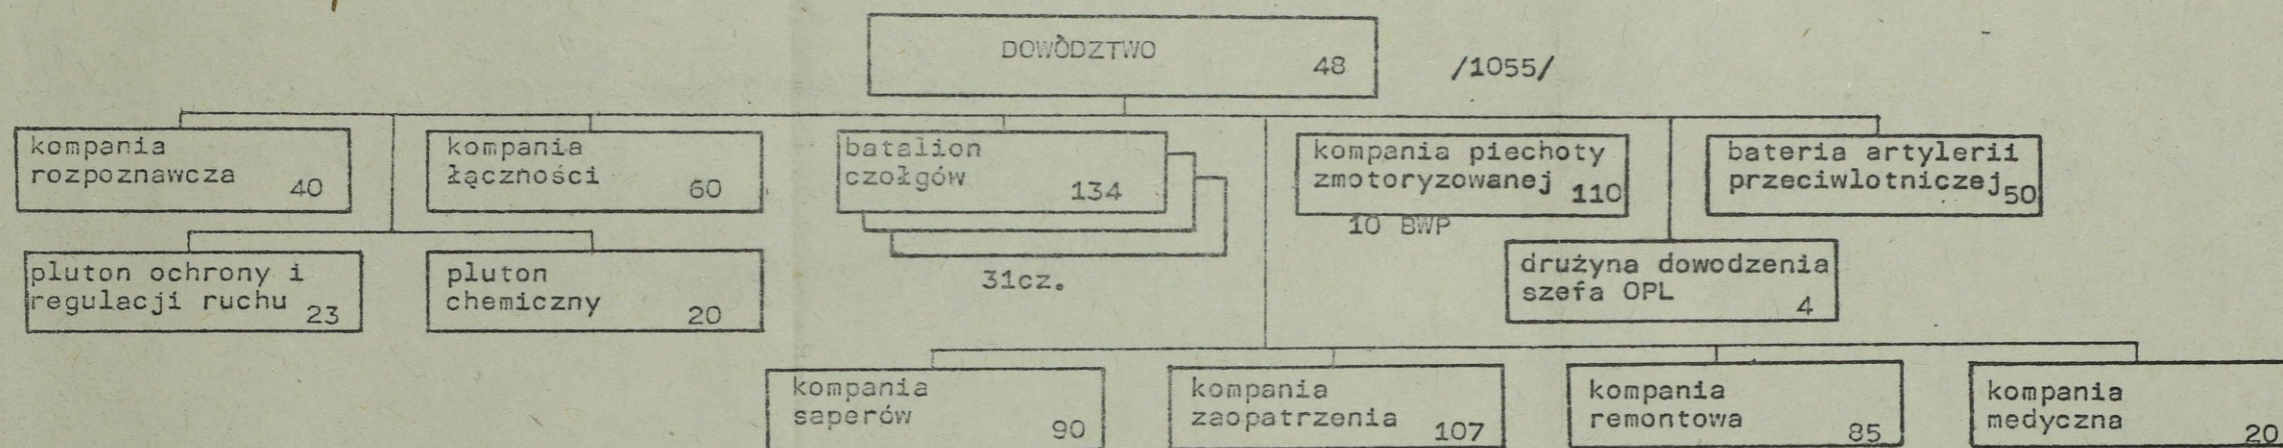 DOWÓDZTWO
48
/1055/
kompania
rozpoznawcza 40
kompania
łączności 60
batalion
czołgów 134
31cz.
kompania piechoty
zmotoryzowanej 110
10 BWP
bateria artylerii
przeciwlotniczej 50
pluton ochrony i
regulacji ruchu 23
pluton
chemiczny 20
drużyna dowodzenia
szefa OPL
4
kompania
saperów 90
kompania
zaopatrzenia 107
kompania
remontowa 85
kompania
medyczna 20